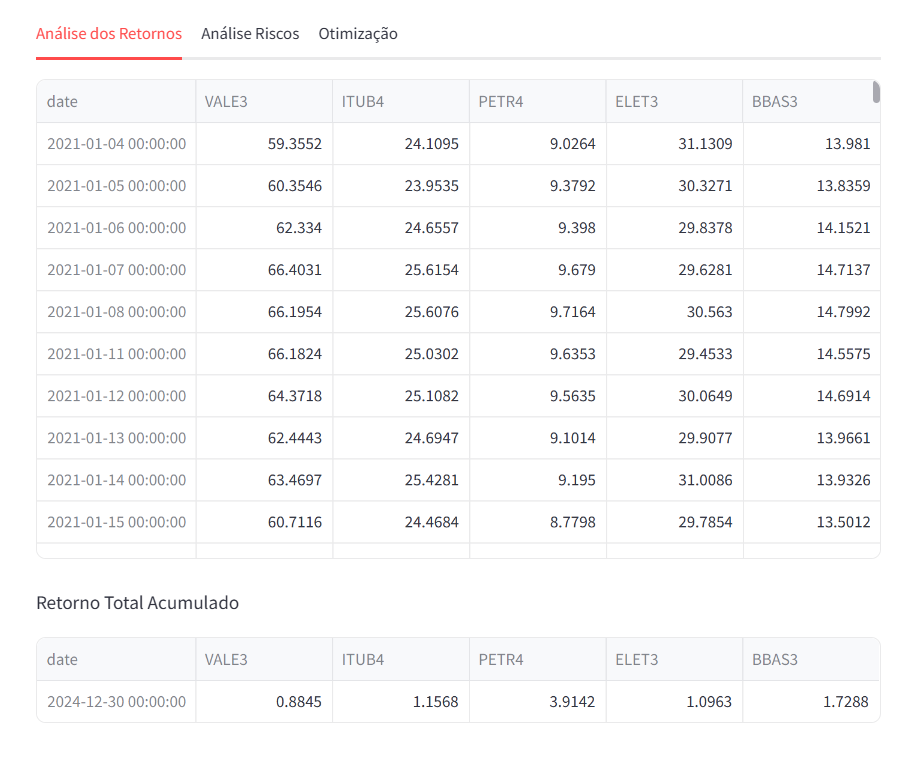 Análise dos Retornos Análise Riscos Otimização
date VALE3 ITUB4 PETR4 ELET3 BBAS3
2021-01-04 00:00:00 59.3552 24.1095 9.0264 31.1309 13.981
2021-01-05 00:00:00 60.3546 23.9535 9.3792 30.3271 13.8359
2021-01-06 00:00:00 62.334 24.6557 9.398 29.8378 14.1521
2021-01-07 00:00:00 66.4031 25.6154 9.679 29.6281 14.7137
2021-01-08 00:00:00 66.1954 25.6076 9.7164 30.563 14.7992
2021-01-11 00:00:00 66.1824 25.0302 9.6353 29.4533 14.5575
2021-01-12 00:00:00 64.3718 25.1082 9.5635 30.0649 14.6914
2021-01-13 00:00:00 62.4443 24.6947 9.1014 29.9077 13.9661
2021-01-14 00:00:00 63.4697 25.4281 9.195 31.0086 13.9326
2021-01-15 00:00:00 60.7116 24.4684 8.7798 29.7854 13.5012
Retorno Total Acumulado
date VALE3 ITUB4 PETR4 ELET3 BBAS3
2024-12-30 00:00:00 0.8845 1.1568 3.9142 1.0963 1.7288